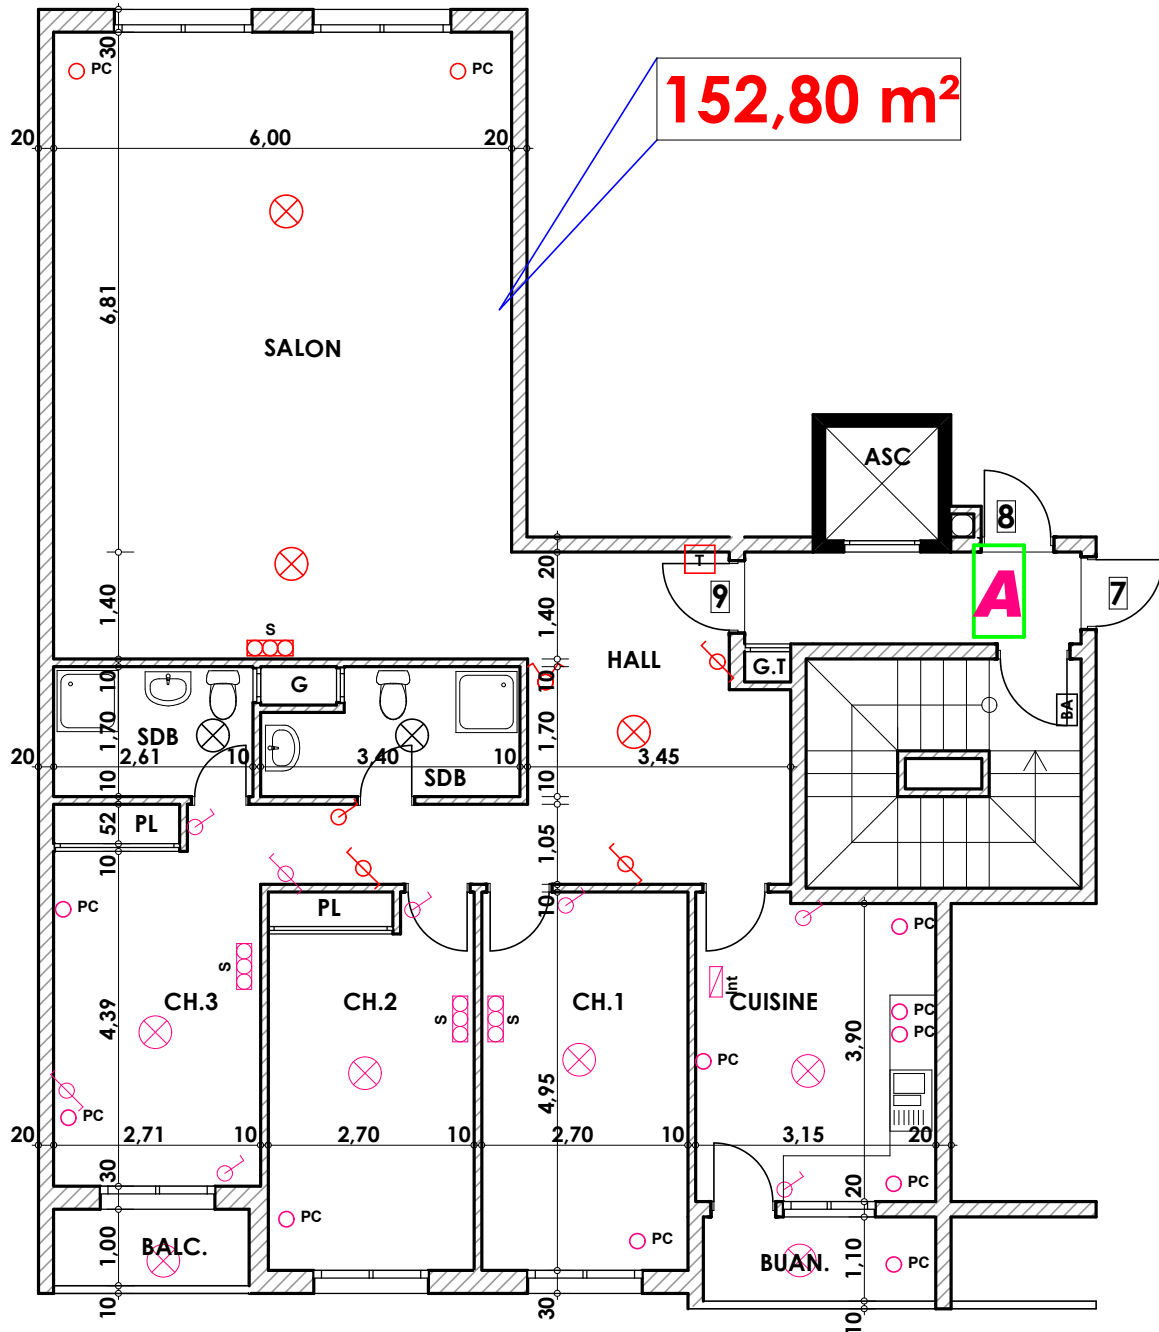 30
PC
PC
152,80 m²
20
6,00
20
6,81
SALON
ASC
8
20
T
A
1,40
1,40
9
7
S
HALL
10
G
10
G.T
BA
1,70
SDB
1,70
20
2,61
10
3,40
SDB
10
3,45
10
10
52
PL
1,05
10
PL
10
PC
PC
S
CH.3
CH.2
S
S
CH.1
Int
CUISINE
PC
PC
4,39
3,90
PC
4,95
PC
20
2,71
10
2,70
10
2,70
10
3,15
20
30
20
PC
PC
PC
BALC.
1,00
BUAN.
1,10
PC
10
30
10